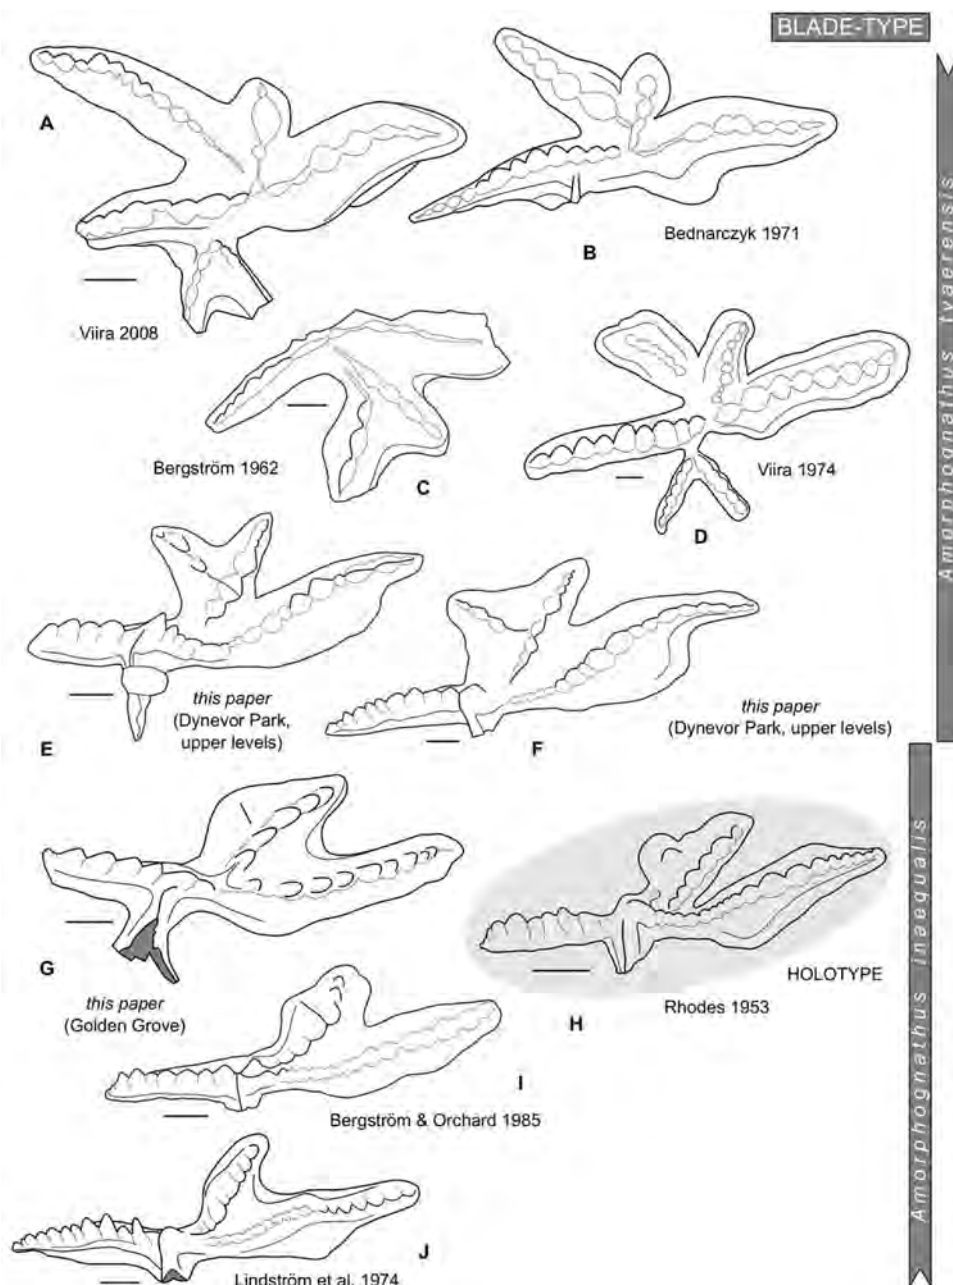 BLADE-TYPE
A
B
Bednarczyk 1971
Viira 2008
Bergström 1962
C
Viira 1974
D
Amorphognathus tvaerensis
this paper
(Dynevor Park,
upper levels)
E
this paper
(Dynevor Park, upper levels)
F
G
this paper
(Golden Grove)
HOLOTYPE
Rhodes 1953
H
I
Bergström & Orchard 1985
J
Lindström et al. 1974
Amorphognathus inaequalis